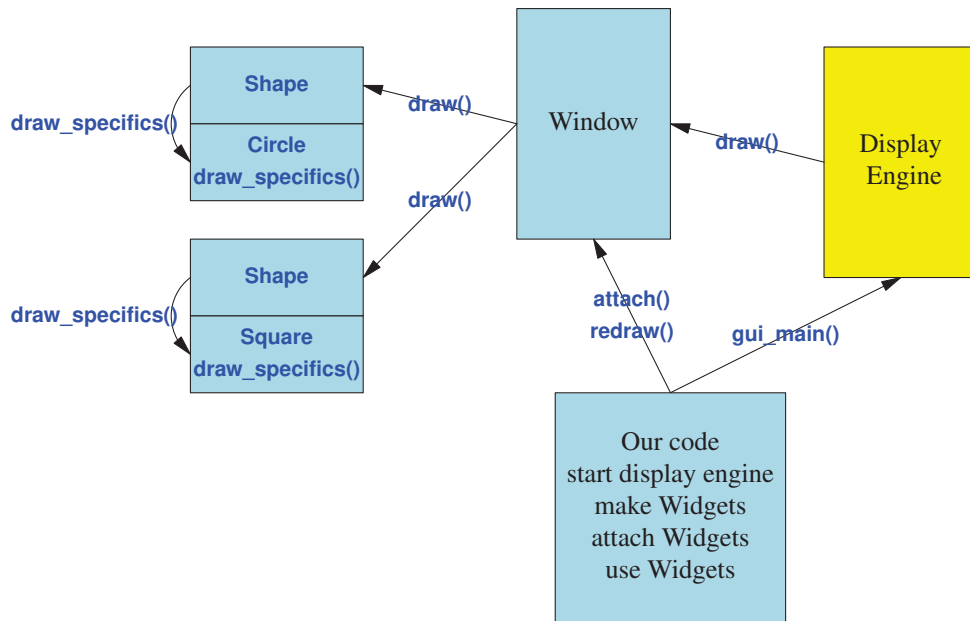 Shape
draw_specifics()
Circle
draw_specifics()
draw()
Window
draw()
Display
Engine
draw()
Shape
draw_specifics()
Square
draw_specifics()
attach()
redraw()
gui_main()
Our code
start display engine
make Widgets
attach Widgets
use Widgets